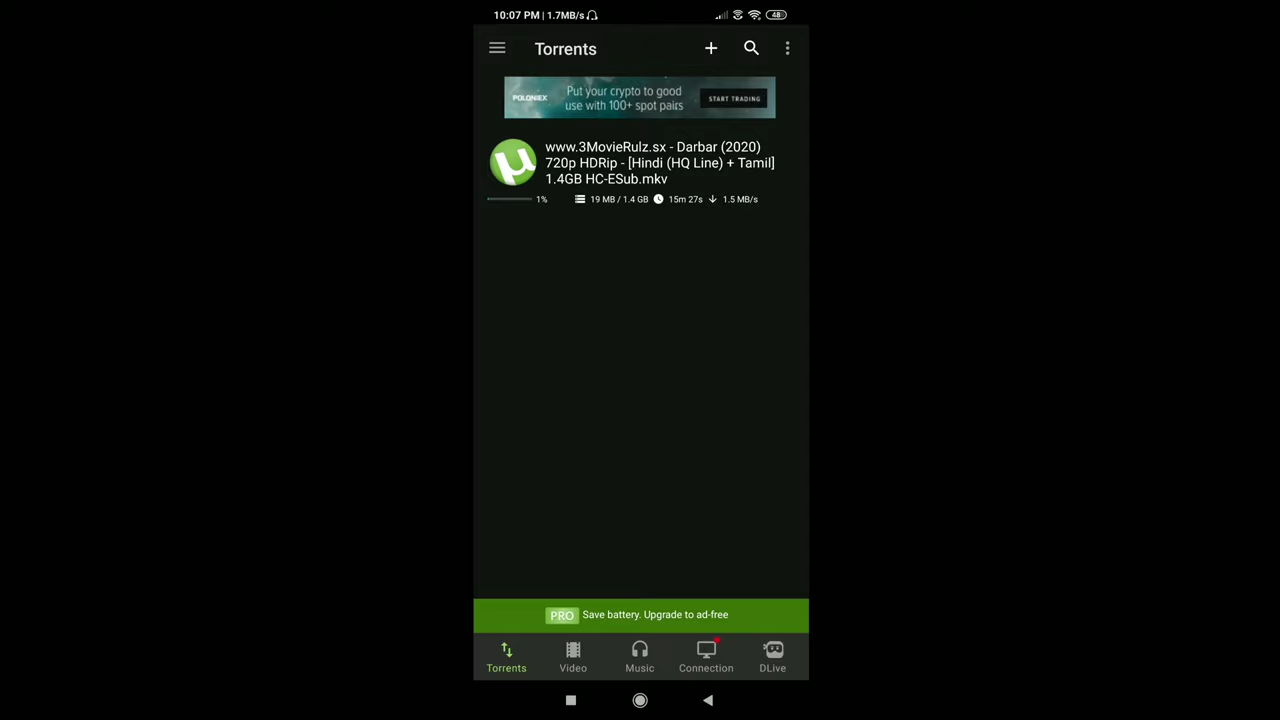 10:07 PM | 1.7MB/s
48
Torrents
POLONIEX
Put your crypto to good
use with 100+ spot pairs
START TRADING
www.3MovieRulz.sx - Darbar (2020)
720p HDRip - [Hindi (HQ Line) + Tamil]
1.4GB HC-ESub.mkv
1% 19 MB / 1.4 GB 15m 27s 1.5 MB/s
PRO Save battery. Upgrade to ad-free
Torrents Video Music Connection DLive